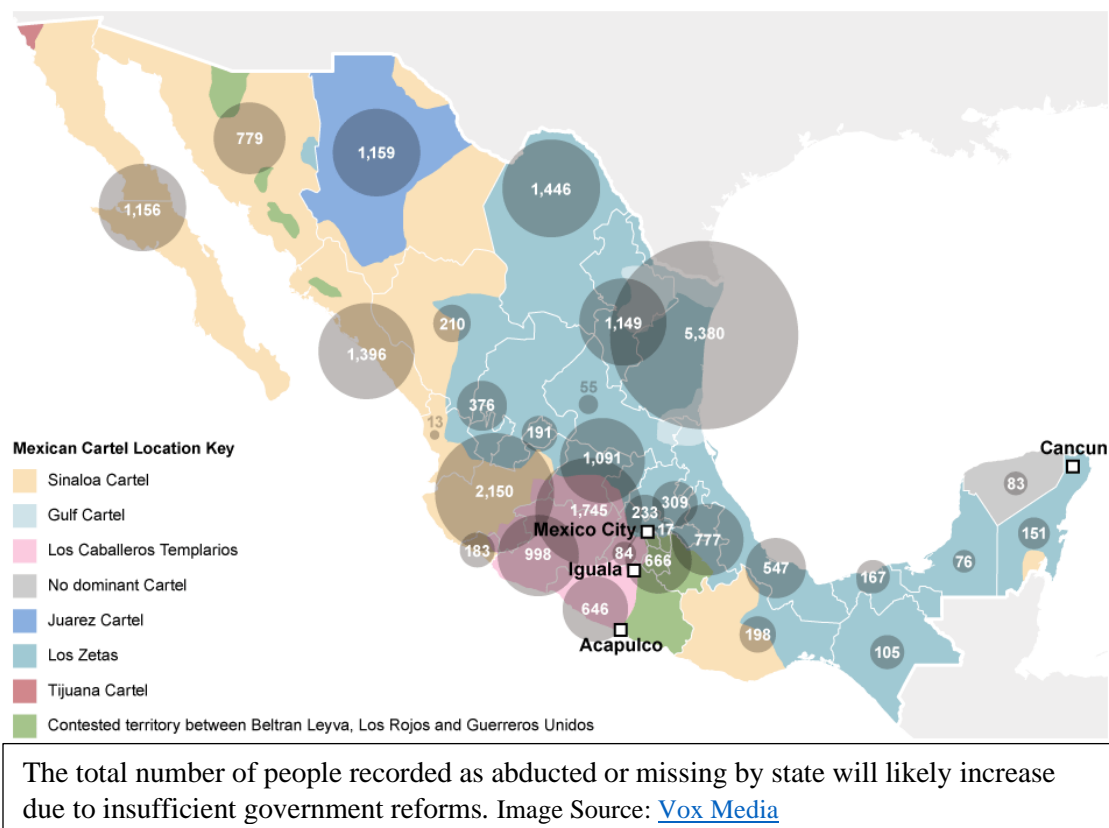 779
1,159
1,446
1,156
1,149
5,380
210
1,396
55
376
13
191
1,091
Cancun
83
Mexican Cartel Location Key
Sinaloa Cartel
Gulf Cartel
Los Caballeros Templarios
No dominant Cartel
Juarez Cartel
Los Zetas
Tijuana Cartel
Contested territory between Beltran Leyva, Los Rojos and Guerreros Unidos
2,150
1,745
233
309
Mexico City
17
777
151
183
998
84
666
547
76
Iguala
167
646
198
105
Acapulco
The total number of people recorded as abducted or missing by state will likely increase
due to insufficient government reforms. Image Source: Vox Media